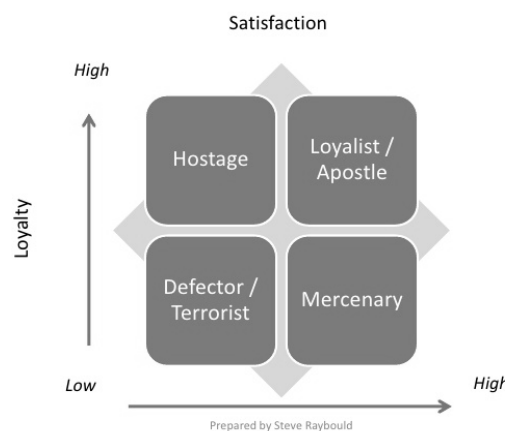 Satisfaction
High
Hostage
Loyalist /
Apostle
Loyalty
Defector /
Terrorist
Mercenary
Low
High
Prepared by Steve Raybould